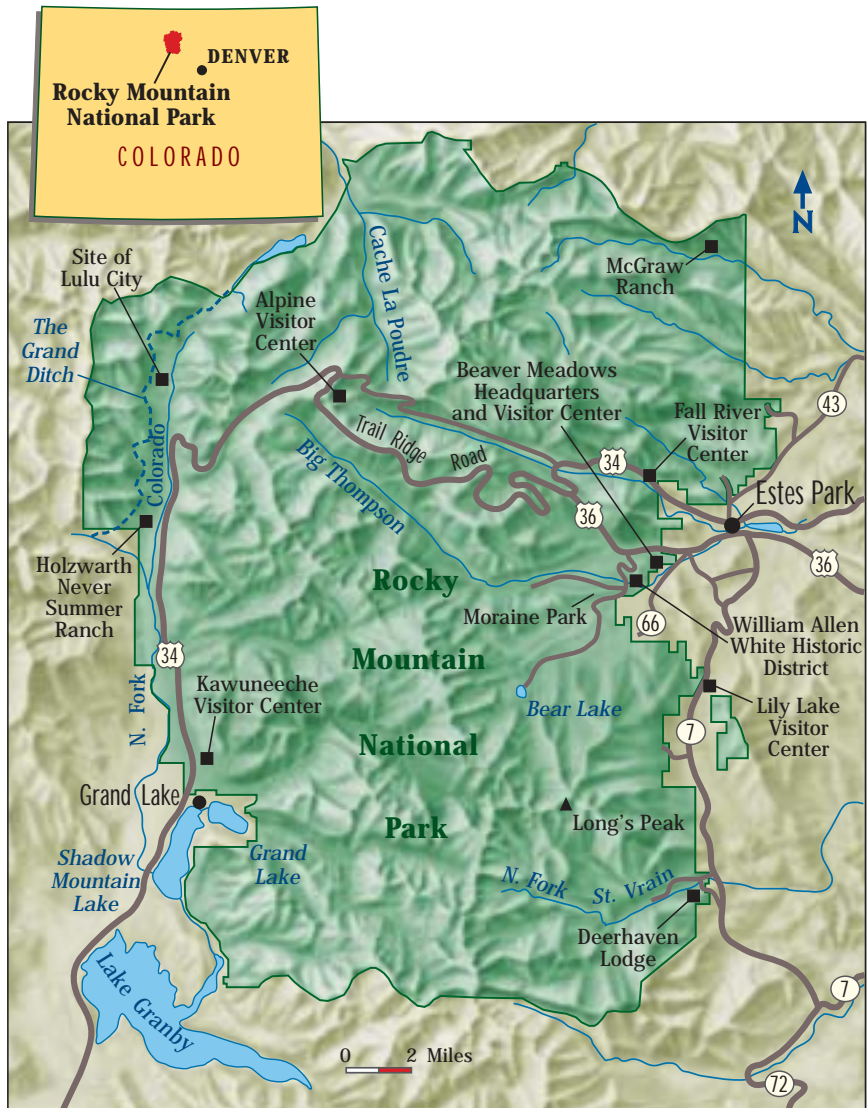 DENVER
Rocky Mountain
National Park
COLORADO
N
Site of
Lulu City
The
Grand
Ditch
Alpine
Visitor
Center
Cache La Poudre
McGraw
Ranch
Beaver Meadows
Headquarters
and Visitor Center
Fall River
Visitor
Center
43
34
Trail Ridge Road
Big Thompson
Colorado
36
Estes Park
36
Holzwarth
Never
Summer
Ranch
Rocky
Mountain
National
Park
Moraine Park
66
William Allen
White Historic
District
34
N. Fork
Kawuneeche
Visitor Center
Bear Lake
Lily Lake
Visitor
Center
7
Grand Lake
Long's Peak
Shadow
Mountain
Lake
Grand
Lake
N. Fork St. Vrain
Deerhaven
Lodge
Lake Granby
0 2 Miles
7
72